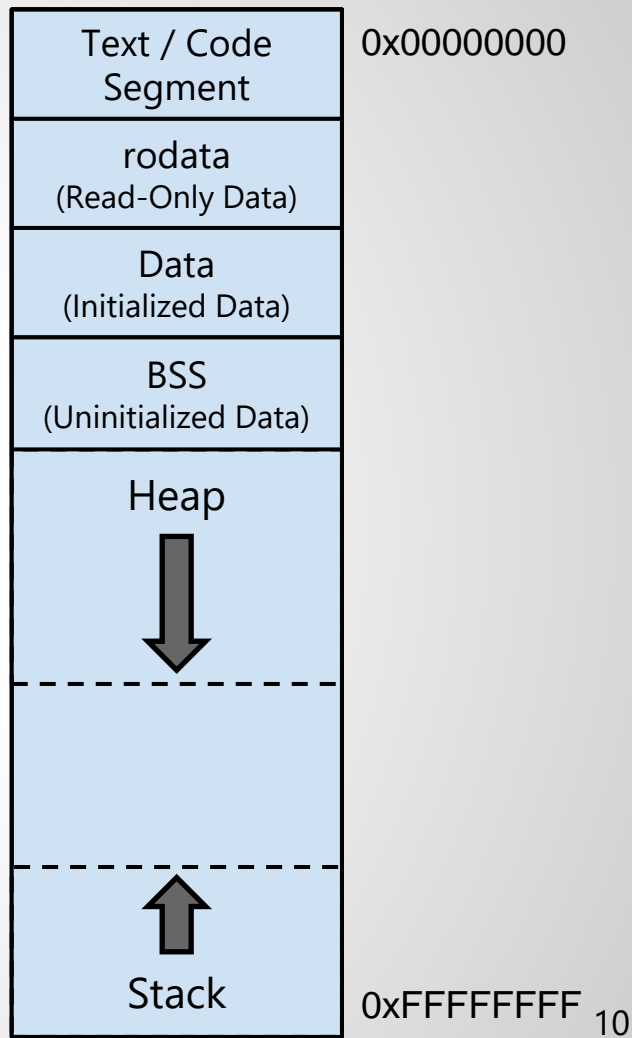 Text / Code
Segment
0x00000000
rodata
(Read-Only Data)
Data
(Initialized Data)
BSS
(Uninitialized Data)
Heap
Stack
0xFFFFFFFF
10